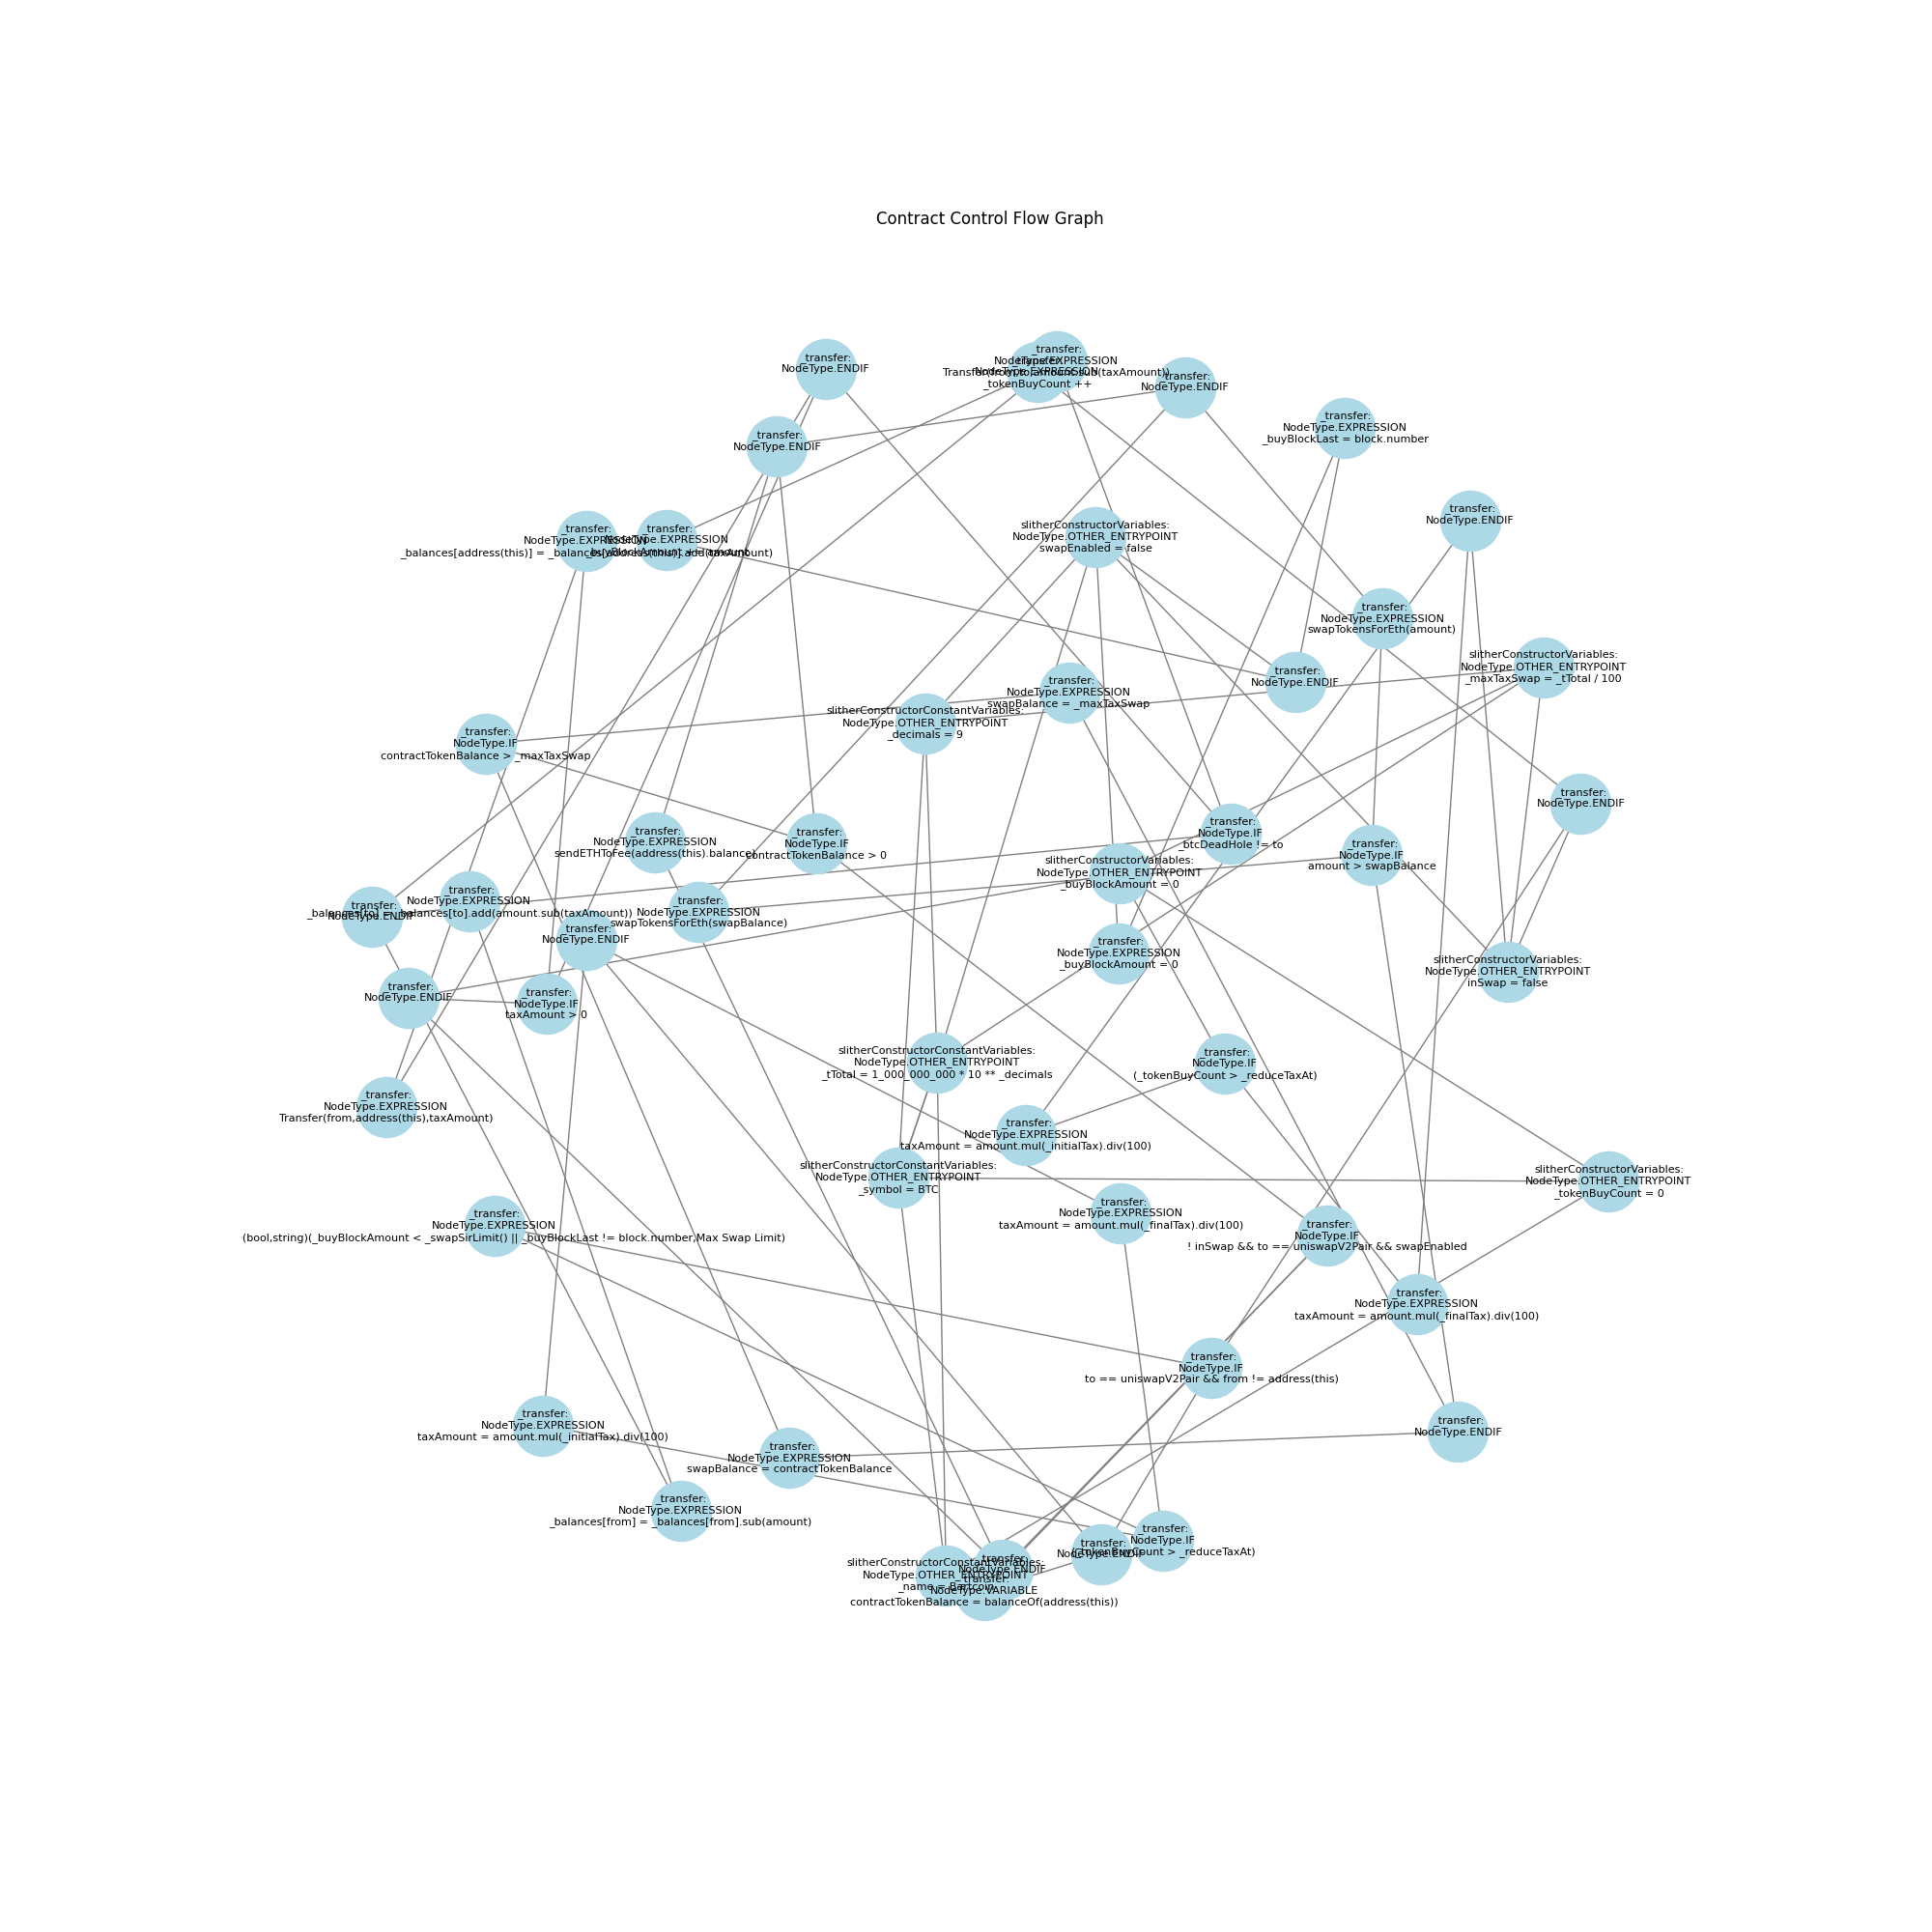 Contract Control Flow Graph
_transfer:
NodeType.ENDIF
_transfer:
NodeType.EXPRESSION
Transfer(from,to,amount.sub(taxAmount))
_transfer:
NodeType.EXPRESSION
_tokenBuyCount ++
_transfer:
NodeType.ENDIF
_transfer:
NodeType.EXPRESSION
_buyBlockLast = block.number
_transfer:
NodeType.ENDIF
_transfer:
NodeType.ENDIF
slitherConstructorVariables:
NodeType.OTHER_ENTRYPOINT
swapEnabled = false
_transfer:
NodeType.EXPRESSION
_balances[address(this)] = _balances[address(this)].add(taxAmount)
_transfer:
NodeType.EXPRESSION
_buyBlockAmount += amount
_transfer:
NodeType.EXPRESSION
swapTokensForEth(amount)
slitherConstructorVariables:
NodeType.OTHER_ENTRYPOINT
_maxTaxSwap = _tTotal / 100
_transfer:
NodeType.ENDIF
_transfer:
NodeType.EXPRESSION
swapBalance = _maxTaxSwap
slitherConstructorConstantVariables:
NodeType.OTHER_ENTRYPOINT
_decimals = 9
_transfer:
NodeType.IF
contractTokenBalance > _maxTaxSwap
_transfer:
NodeType.ENDIF
_transfer:
NodeType.IF
_btcDeadHole != to
_transfer:
NodeType.EXPRESSION
sendETHToFee(address(this).balance)
_transfer:
NodeType.IF
contractTokenBalance > 0
_transfer:
NodeType.IF
amount > swapBalance
slitherConstructorVariables:
NodeType.OTHER_ENTRYPOINT
_buyBlockAmount = 0
_transfer:
NodeType.EXPRESSION
_balances[to] = _balances[to].add(amount.sub(taxAmount))
_transfer:
NodeType.ENDIF
_transfer:
NodeType.EXPRESSION
swapTokensForEth(swapBalance)
_transfer:
NodeType.ENDIF
_transfer:
NodeType.EXPRESSION
_buyBlockAmount = 0
slitherConstructorVariables:
NodeType.OTHER_ENTRYPOINT
inSwap = false
_transfer:
NodeType.ENDIF
_transfer:
NodeType.IF
taxAmount > 0
slitherConstructorConstantVariables:
NodeType.OTHER_ENTRYPOINT
_tTotal = 1_000_000_000 * 10 ** _decimals
_transfer:
NodeType.IF
(_tokenBuyCount > _reduceTaxAt)
_transfer:
NodeType.EXPRESSION
Transfer(from,address(this),taxAmount)
_transfer:
NodeType.EXPRESSION
taxAmount = amount.mul(_initialTax).div(100)
slitherConstructorConstantVariables:
NodeType.OTHER_ENTRYPOINT
_symbol = BTC
slitherConstructorVariables:
NodeType.OTHER_ENTRYPOINT
_tokenBuyCount = 0
_transfer:
NodeType.EXPRESSION
(bool,string)(_buyBlockAmount < _swapSirLimit() || _buyBlockLast != block.number,Max Swap Limit)
_transfer:
NodeType.EXPRESSION
taxAmount = amount.mul(_finalTax).div(100)
_transfer:
NodeType.IF
! inSwap && to == uniswapV2Pair && swapEnabled
_transfer:
NodeType.EXPRESSION
taxAmount = amount.mul(_finalTax).div(100)
_transfer:
NodeType.IF
to == uniswapV2Pair && from != address(this)
_transfer:
NodeType.EXPRESSION
taxAmount = amount.mul(_initialTax).div(100)
_transfer:
NodeType.ENDIF
_transfer:
NodeType.EXPRESSION
swapBalance = contractTokenBalance
_transfer:
NodeType.EXPRESSION
_balances[from] = _balances[from].sub(amount)
_transfer:
NodeType.IF
(_tokenBuyCount > _reduceTaxAt)
_transfer:
NodeType.ENDIF
slitherConstructorConstantVariables:
NodeType.OTHER_ENTRYPOINT
_name =
_transfer:
NodeType.ENDIF
_transfer:
NodeType.VARIABLE
contractTokenBalance = balanceOf(address(this))